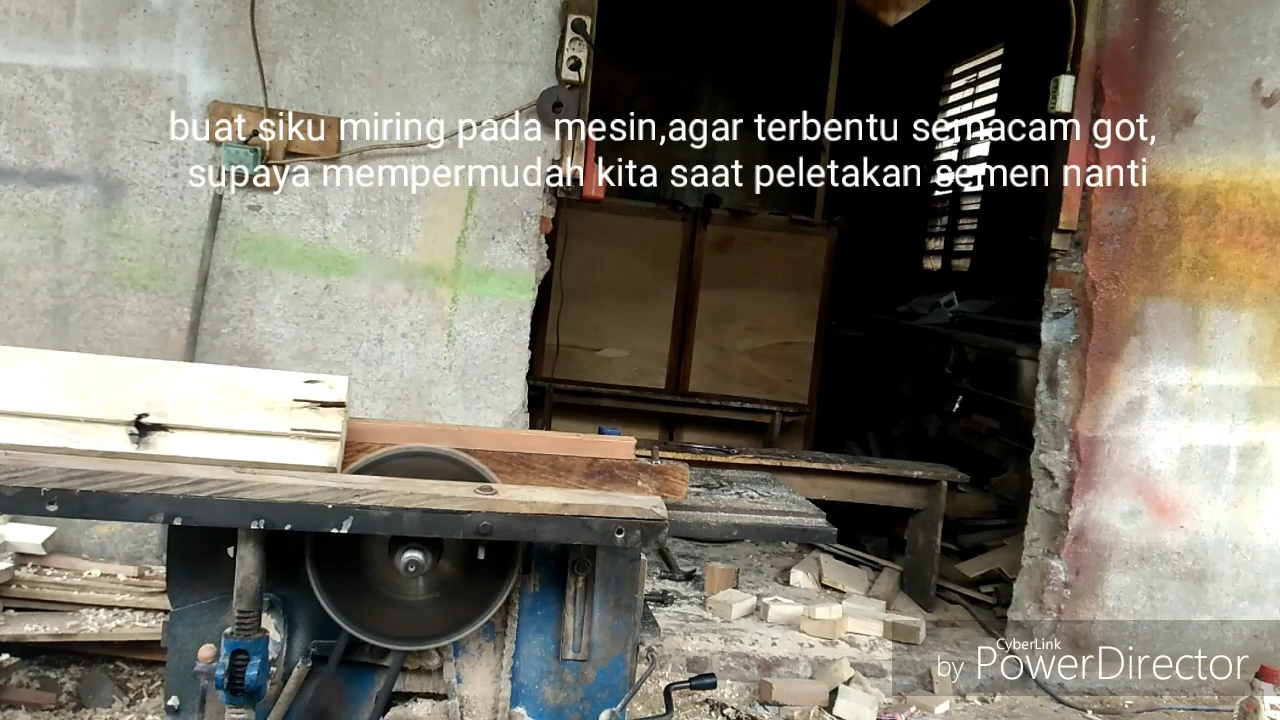 buat siku miring pada mesin,agar terbentu semacam got,
supaya mempermudah kita saat peletakan semen nanti
CyberLink
by PowerDirector